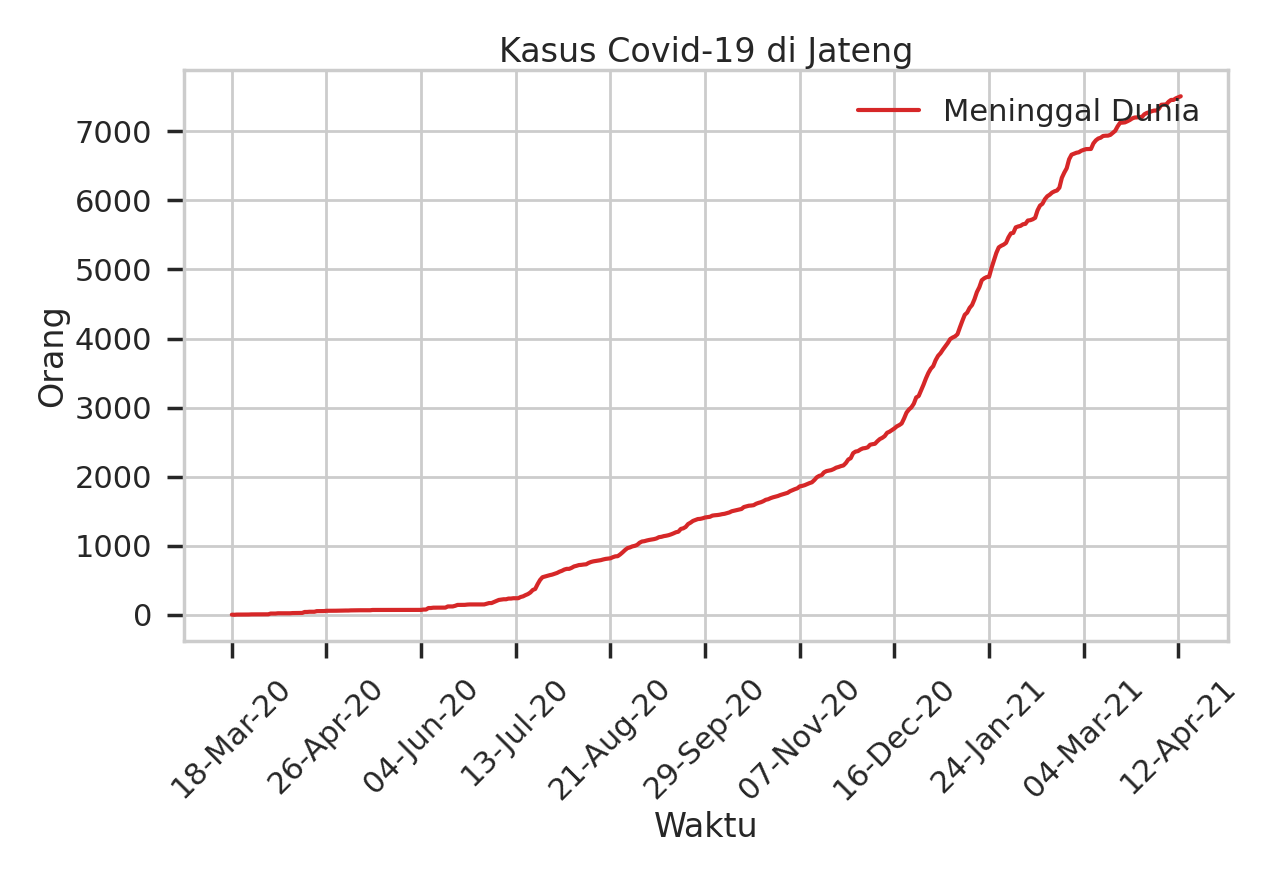 Kasus Covid-19 di Jateng
Meninggal Dunia
7000
6000
5000
4000
3000
2000
1000
0
Orang
18-Mar-20
26-Apr-20
04-Jun-20
13-Jul-20
21-Aug-20
29-Sep-20
07-Nov-20
16-Dec-20
24-Jan-21
04-Mar-21
12-Apr-21
Waktu